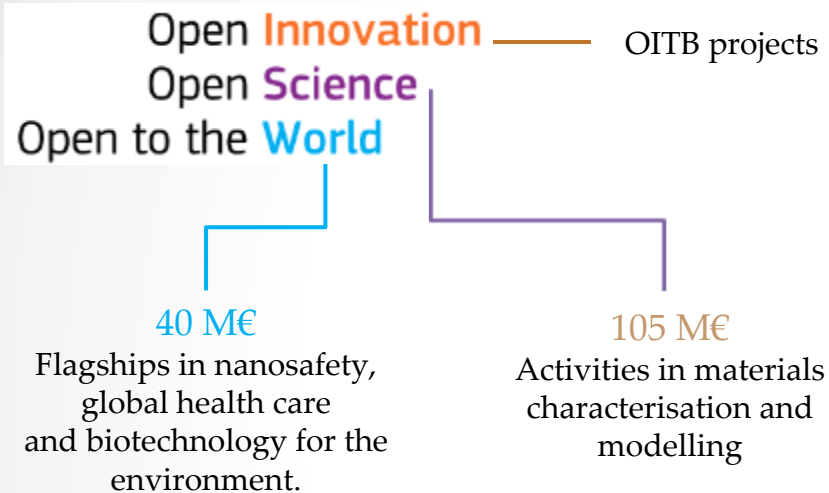 Open Innovation
OITB projects
Open Science
Open to the World
40 M€
Flagships in nanosafety,
global health care
and biotechnology for the
environment.
105 M€
Activities in materials
characterisation and
modelling